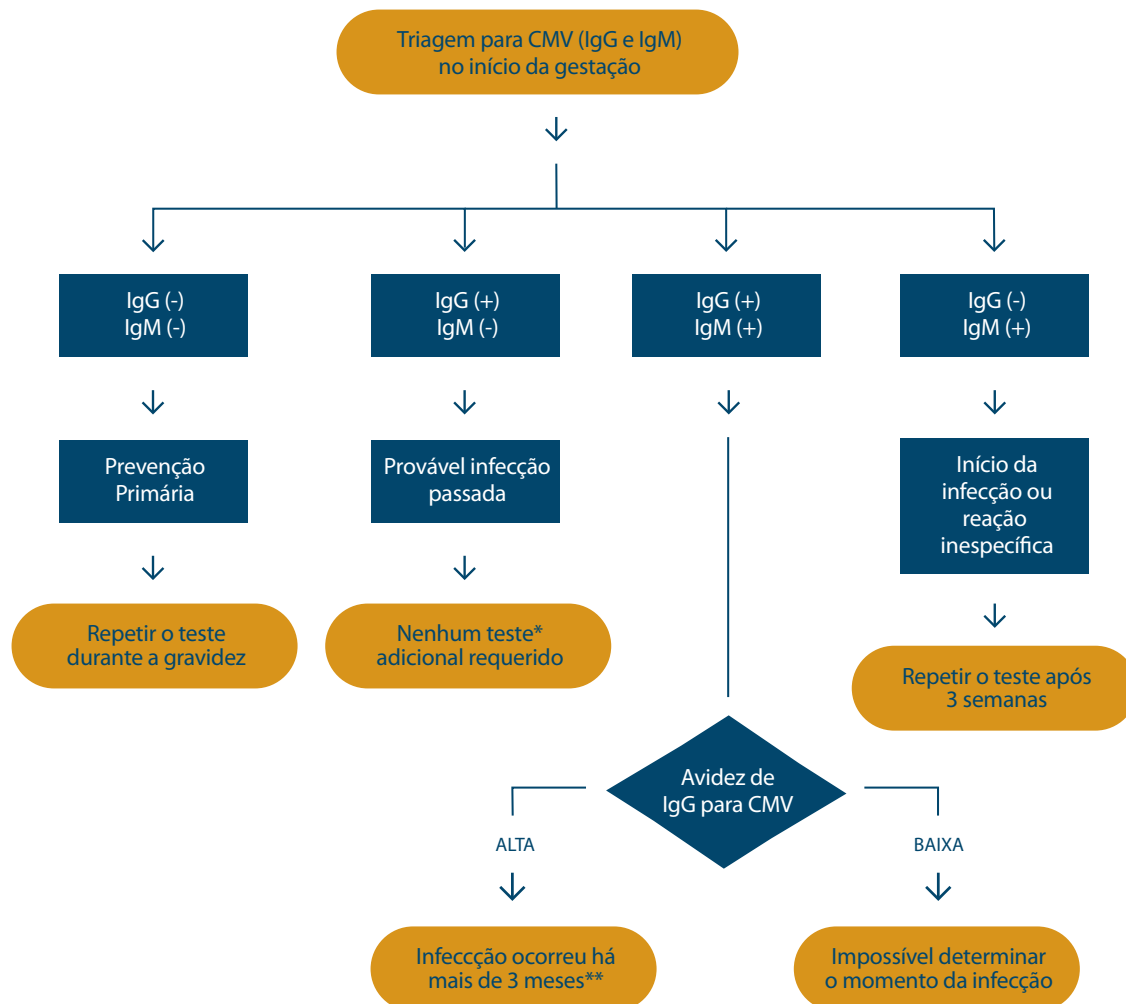 Triagem para CMV (IgG e IgM)
no início da gestação
IgG (-)
IgM (-)
IgG (+)
IgM (-)
IgG (+)
IgM (+)
IgG (-)
IgM (+)
Prevenção
Primária
Provável infecção
passada
Início da
infecção ou
reação
inespecífica
Repetir o teste
durante a gravidez
Nenhum teste*
adicional requerido
Repetir o teste após
3 semanas
Avidez de
IgG para CMV
ALTA
BAIXA
Infeccção ocorreu há
mais de 3 meses**
Impossível determinar
o momento da infecção